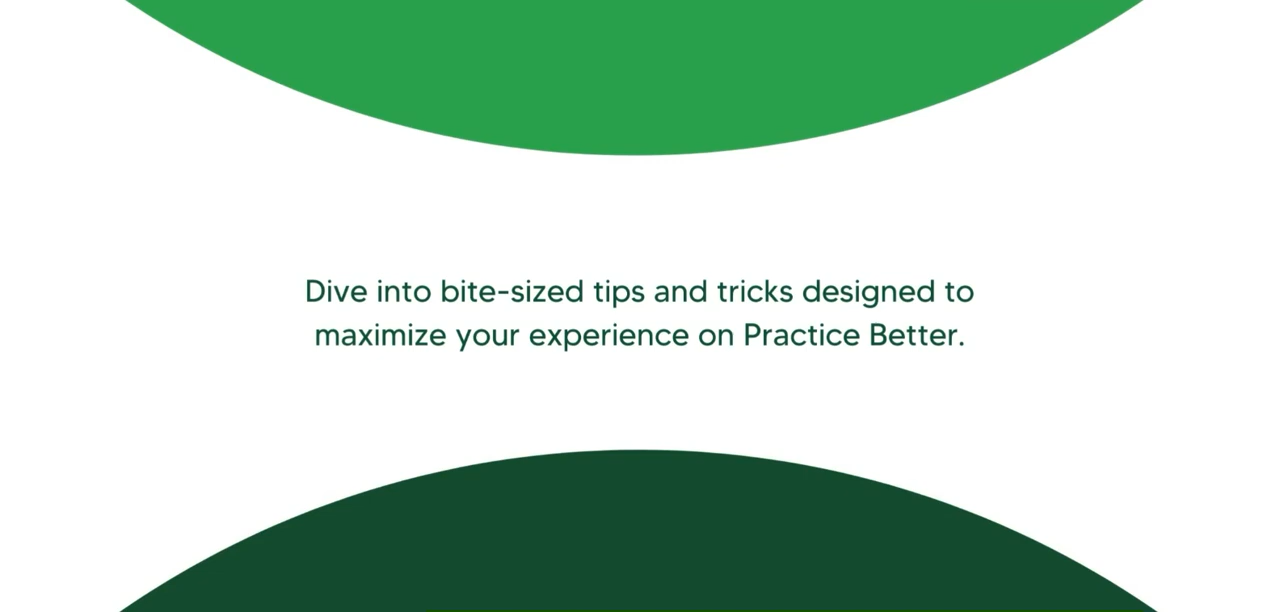 Dive into bite-sized tips and tricks designed to
maximize your experience on Practice Better.